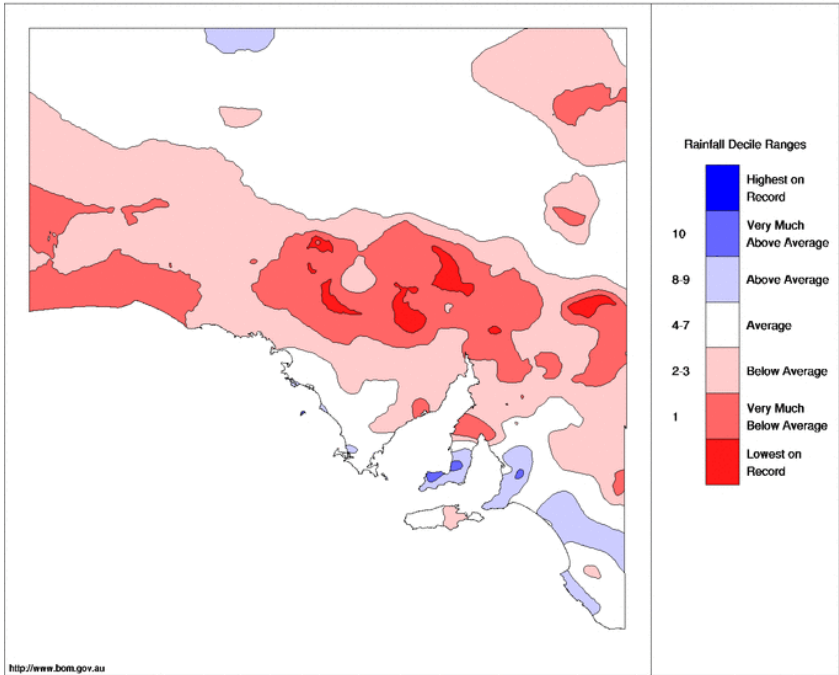 Rainfall Decile Ranges
Highest on
Record
10
Very Much
Above Average
8-9
Above Average
4-7
Average
2-3
Below Average
1
Very Much
Below Average
Lowest on
Record
http://www.bom.gov.au